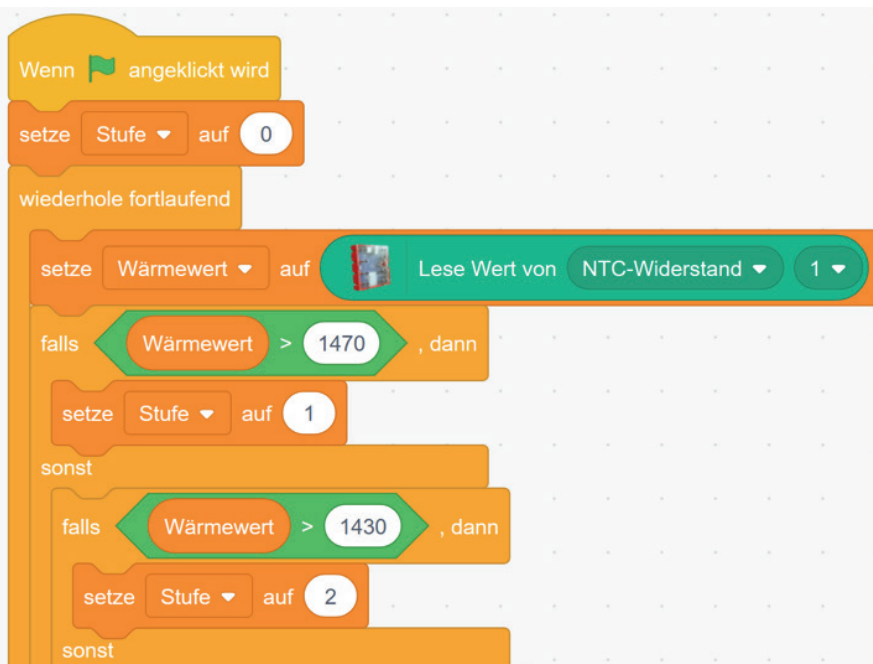 Wenn angeklickt wird
setze Stufe auf 0
wiederhole fortlaufend
setze Wärmewert auf Lese Wert von NTC-Widerstand 1
falls Wärmewert > 1470 , dann
setze Stufe auf 1
sonst
falls Wärmewert > 1430 , dann
setze Stufe auf 2
sonst